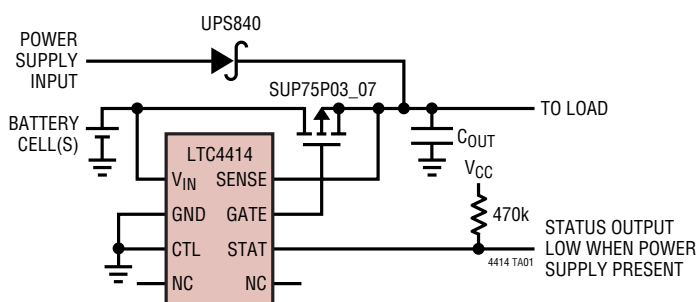 UPS840
POWER
SUPPLY
INPUT
SUP75P03_07
TO LOAD
BATTERY
CELL(S)
COUT
LTC4414
VCC
VIN SENSE
470k
GND GATE
STATUS OUTPUT
LOW WHEN POWER
SUPPLY PRESENT
CTL STAT
4414 TA01
NC NC